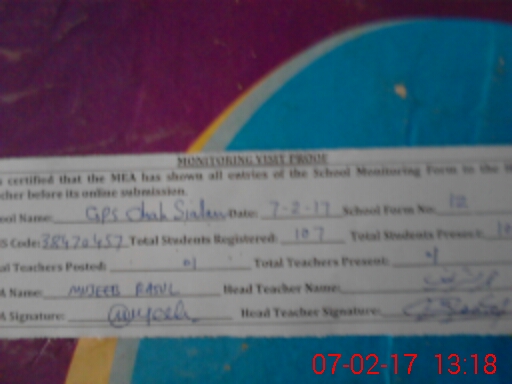 MONITORING VISIT PROOF
certified that the MEA has shown all entries of the School Monitoring Form to the
cher before its online submission.
ool Name: GPS Chak Date: 7-2-17 School Form No. 12
S Code: 38420457 Total Students Registered: 107 Total Students Present:
al Teachers Posted: 01 Total Teachers Present:
A Name: MUJEEB RASUL Head Teacher Name:
A Signature: Head Teacher Signature:
07-02-17 13:18